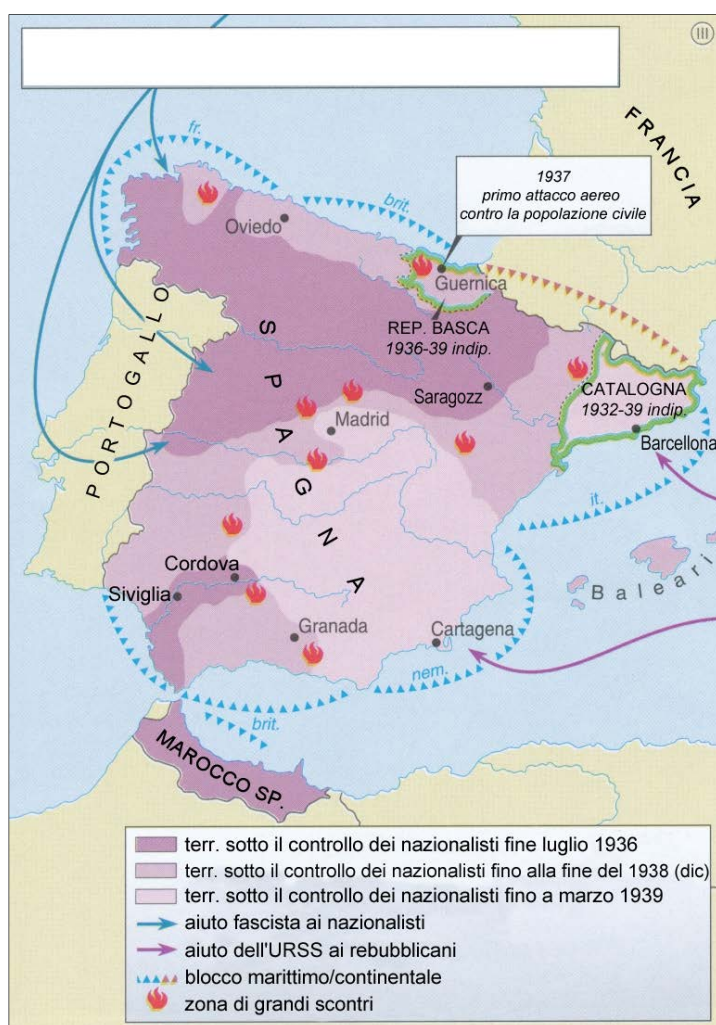 III
FRANCIA
fr.
1937
primo attacco aereo
contro la popolazione civile
brit.
Oviedo
Guernica
PORTOGALLO
SPAGNA
REP. BASCA
1936-39 indip.
Saragozz
CATALOGNA
1932-39 indip.
Madrid
Barcellona
it.
Cordova
Siviglia
Baleari
Granada
Cartagena
nem.
brit.
MAROCCO SP.
terr. sotto il controllo dei nazionalisti fine luglio 1936
terr. sotto il controllo dei nazionalisti fino alla fine del 1938 (dic)
terr. sotto il controllo dei nazionalisti fino a marzo 1939
aiuto fascista ai nazionalisti
aiuto dell'URSS ai rebubblicani
blocco marittimo/continentale
zona di grandi scontri